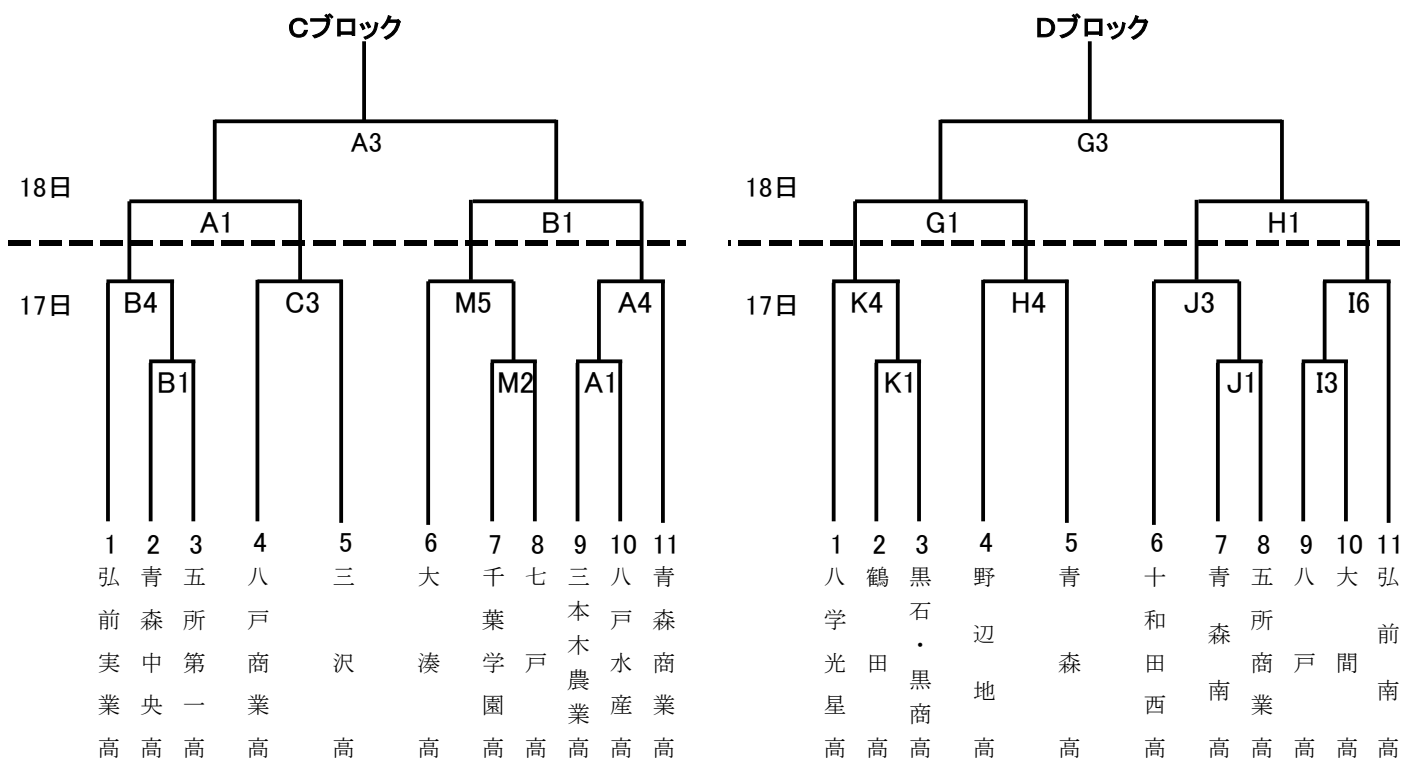 Cブロック
A3
18日
A1
B1
17日
B4
C3
M5
A4
B1
M2
A1
1
2
3
4
5
6
7
8
9
10
11
弘前実業高
青森中央高
五所第一高
八戸商業高
三沢高
大湊高
千葉学園高
七戸高
三本木農業高
八戸水産高
青森商業高
Dブロック
G3
18日
G1
H1
17日
K4
H4
J3
I6
K1
J1
I3
1
2
3
4
5
6
7
8
9
10
11
八学光星高
鶴田高
黒石・黒商高
野辺地高
青森高
十和田西高
青森南高
五所商業高
八戸高
大間高
弘前南高